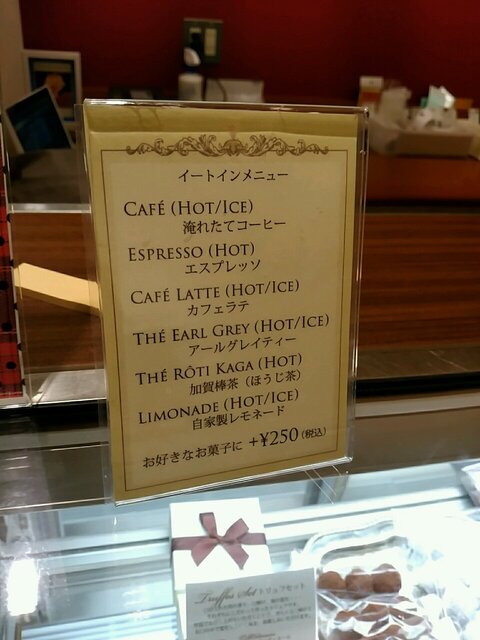 イートインメニュー
CAFÉ (HOT/ICE)
淹れたてコーヒー
ESPRESSO (HOT)
エスプレッソ
CAFÉ LATTE (HOT/ICE)
カフェラテ
THÉ EARL GREY (HOT/ICE)
アールグレイティー
THÉ RÔTI KAGA (HOT)
加賀棒茶（ほうじ茶）
LIMONADE (HOT/ICE)
自家製レモネード
お好きなお菓子に +¥250（税込）
Truffes Set トリュフセット